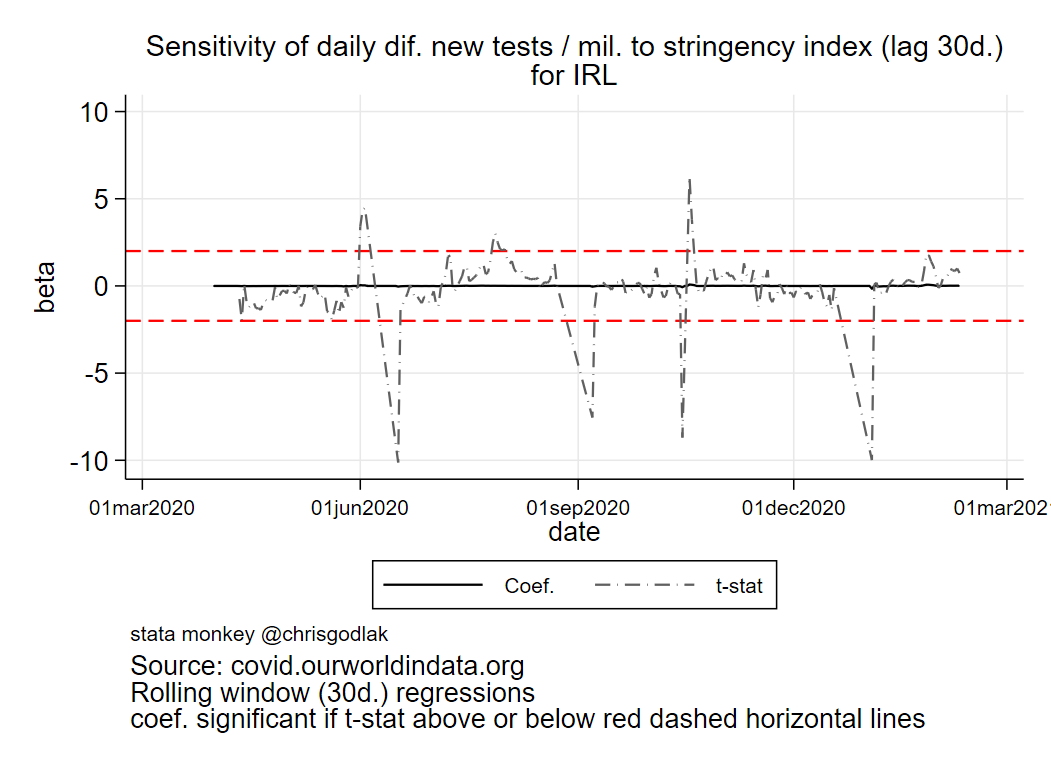 Sensitivity of daily dif. new tests / mil. to stringency index (lag 30d.)
for IRL
10
5
0
-5
-10
beta
01mar2020
01jun2020
01sep2020
01dec2020
01mar202
date
Coef.
t-stat
stata monkey @chrisgodlak
Source: covid.ourworldindata.org
Rolling window (30d.) regressions
coef. significant if t-stat above or below red dashed horizontal lines